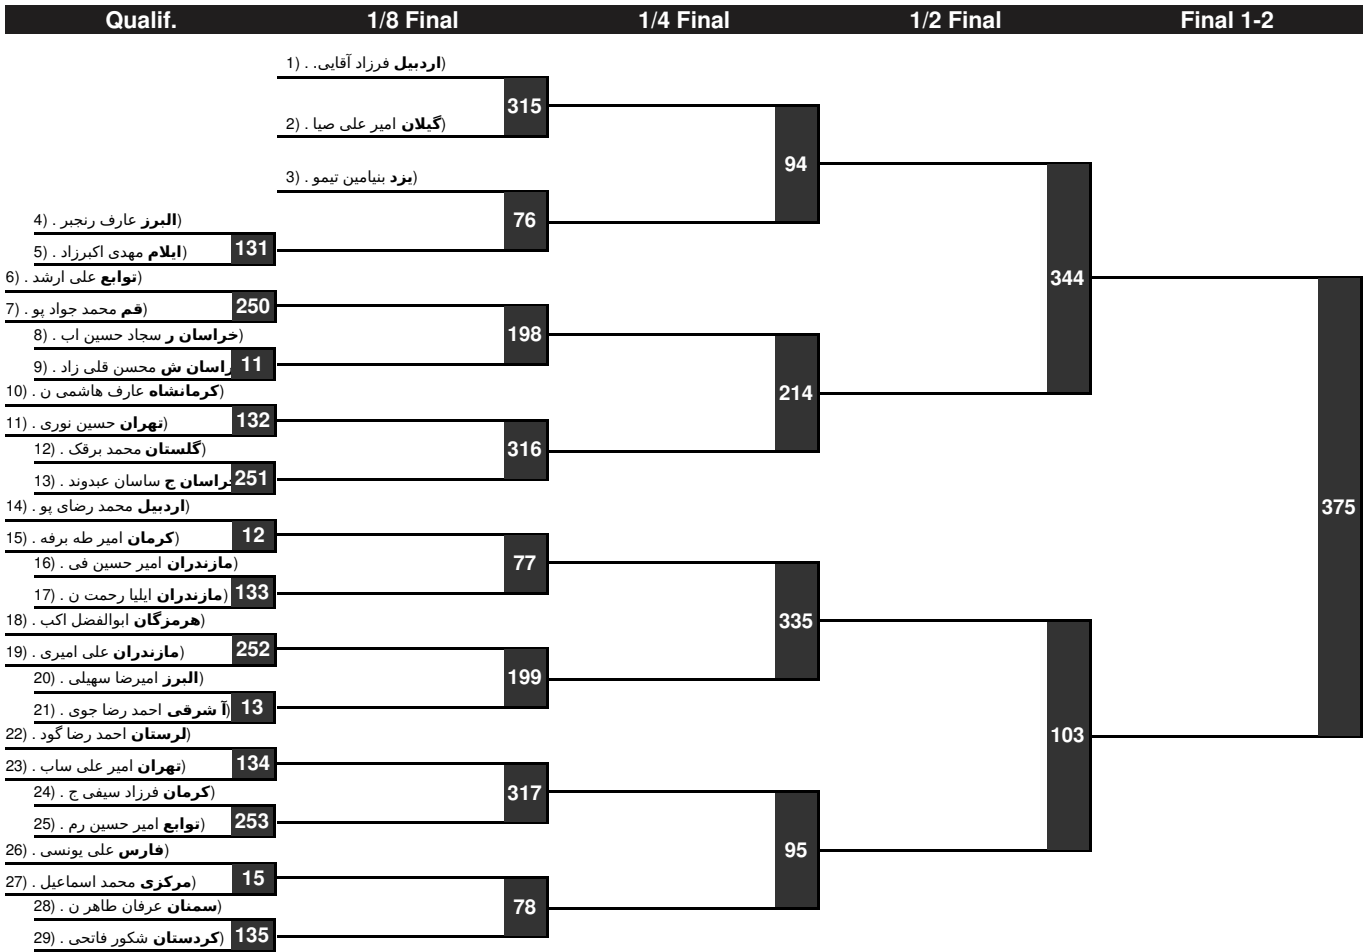 Qualif. 1/8 Final 1/4 Final 1/2 Final Final 1-2
1) . فرزاد آقایی. اردبیل)
315
2) . امیر علی صیا گیلان)
94
3) . بنیامین تیمو یزد)
76
4) . عارف رنجبر البرز)
131
5) . مهدی اکبرزاد ایلام)
344
6) . علی ارشد توابع)
250
7) . محمد جواد پو قم)
198
8) . سجاد حسین اب خراسان ر)
11
9) . محسن قلی زاد راسان ش
214
10) . عارف هاشمی ن کرمانشاه)
132
11) . حسین نوری تهران)
316
12) . محمد برقک گلستان)
251
13) . ساسان عبدوند خراسان ج
375
14) . محمد رضای پو اردبیل)
12
15) . امیر طه برفه کرمان)
77
16) . امیر حسین فی مازندران)
133
17) . ایلیا رحمت ن مازندران)
335
18) . ابوالفضل اکب هرمزگان)
252
19) . علی امیری مازندران)
199
20) . امیرضا سهیلی البرز)
13
21) . احمد رضا جوی آ شرقی)
103
22) . احمد رضا گود لرستان)
134
23) . امیر علی ساب تهران)
317
24) . فرزاد سیفی ج کرمان)
253
25) . امیر حسین رم توابع)
95
26) . علی یونسی فارس)
15
27) . محمد اسماعیل مرکزی)
78
28) . عرفان طاهر ن سمنان)
135
29) . شکور فاتحی کردستان)